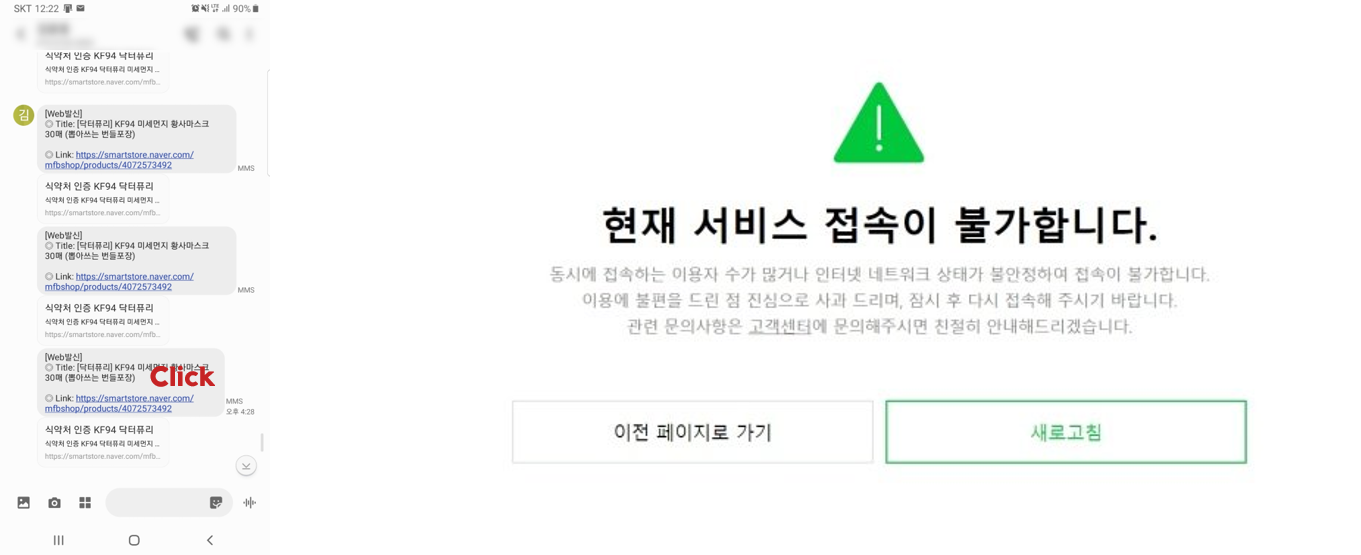 SKT 12:22
90%
식약처 인증 KF94 닥터퓨리
식약처 인증 KF94 닥터퓨리 미세먼지 ...
https://smartstore.naver.com/mfb...
김
[Web발신]
◎ Title: [닥터퓨리] KF94 미세먼지 황사마스크
30매 (뽑아쓰는 번들포장)
◎ Link: https://smartstore.naver.com/
mfbshop/products/4072573492
MMS
식약처 인증 KF94 닥터퓨리
식약처 인증 KF94 닥터퓨리 미세먼지 ...
https://smartstore.naver.com/mfb...
[Web발신]
◎ Title: [닥터퓨리] KF94 미세먼지 황사마스크
30매 (뽑아쓰는 번들포장)
◎ Link: https://smartstore.naver.com/
mfbshop/products/4072573492
MMS
식약처 인증 KF94 닥터퓨리
식약처 인증 KF94 닥터퓨리 미세먼지 ...
https://smartstore.naver.com/mfb...
[Web발신]
◎ Title: [닥터퓨리] KF94 미세먼지 황사마스크
30매 (뽑아쓰는 번들포장)
Click
◎ Link: https://smartstore.naver.com/
mfbshop/products/4072573492
MMS
오후 4:28
식약처 인증 KF94 닥터퓨리
식약처 인증 KF94 닥터퓨리 미세먼지 ...
https://smartstore.naver.com/mfb...
현재 서비스 접속이 불가합니다.
동시에 접속하는 이용자 수가 많거나 인터넷 네트워크 상태가 불안정하여 접속이 불가합니다.
이용에 불편을 드린 점 진심으로 사과 드리며, 잠시 후 다시 접속해 주시기 바랍니다.
관련 문의사항은 고객센터에 문의해주시면 친절히 안내해드리겠습니다.
이전 페이지로 가기
새로고침